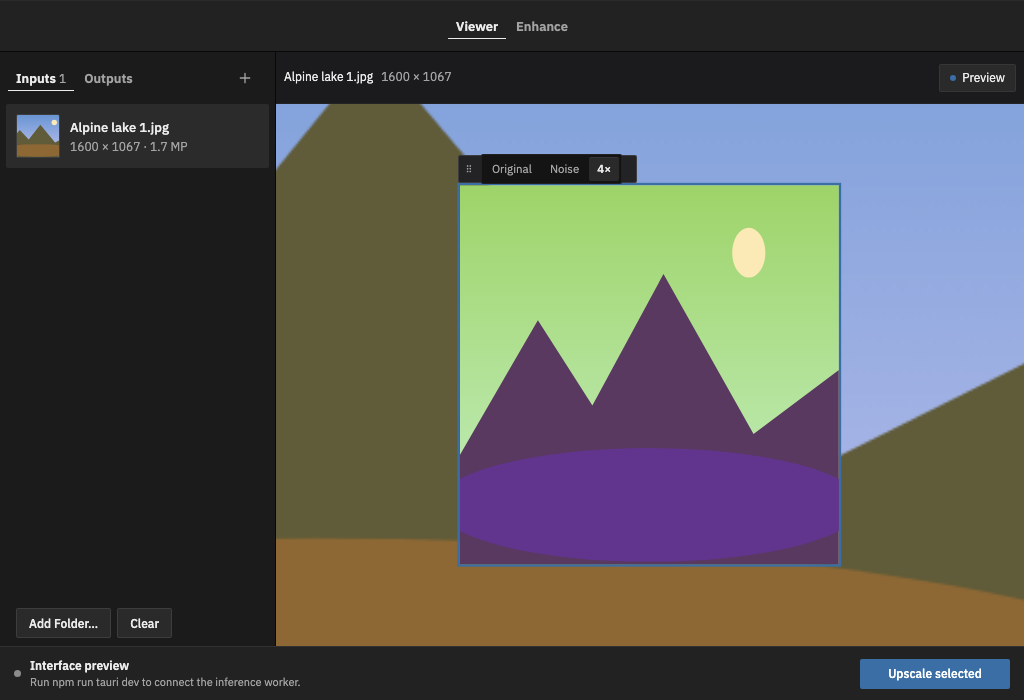 Viewer Enhance
Inputs 1 Outputs +
Alpine lake 1.jpg 1600 × 1067
Preview
Alpine lake 1.jpg
1600 × 1067 · 1.7 MP
Original Noise 4×
Add Folder... Clear
Interface preview
Run npm run tauri dev to connect the inference worker.
Upscale selected